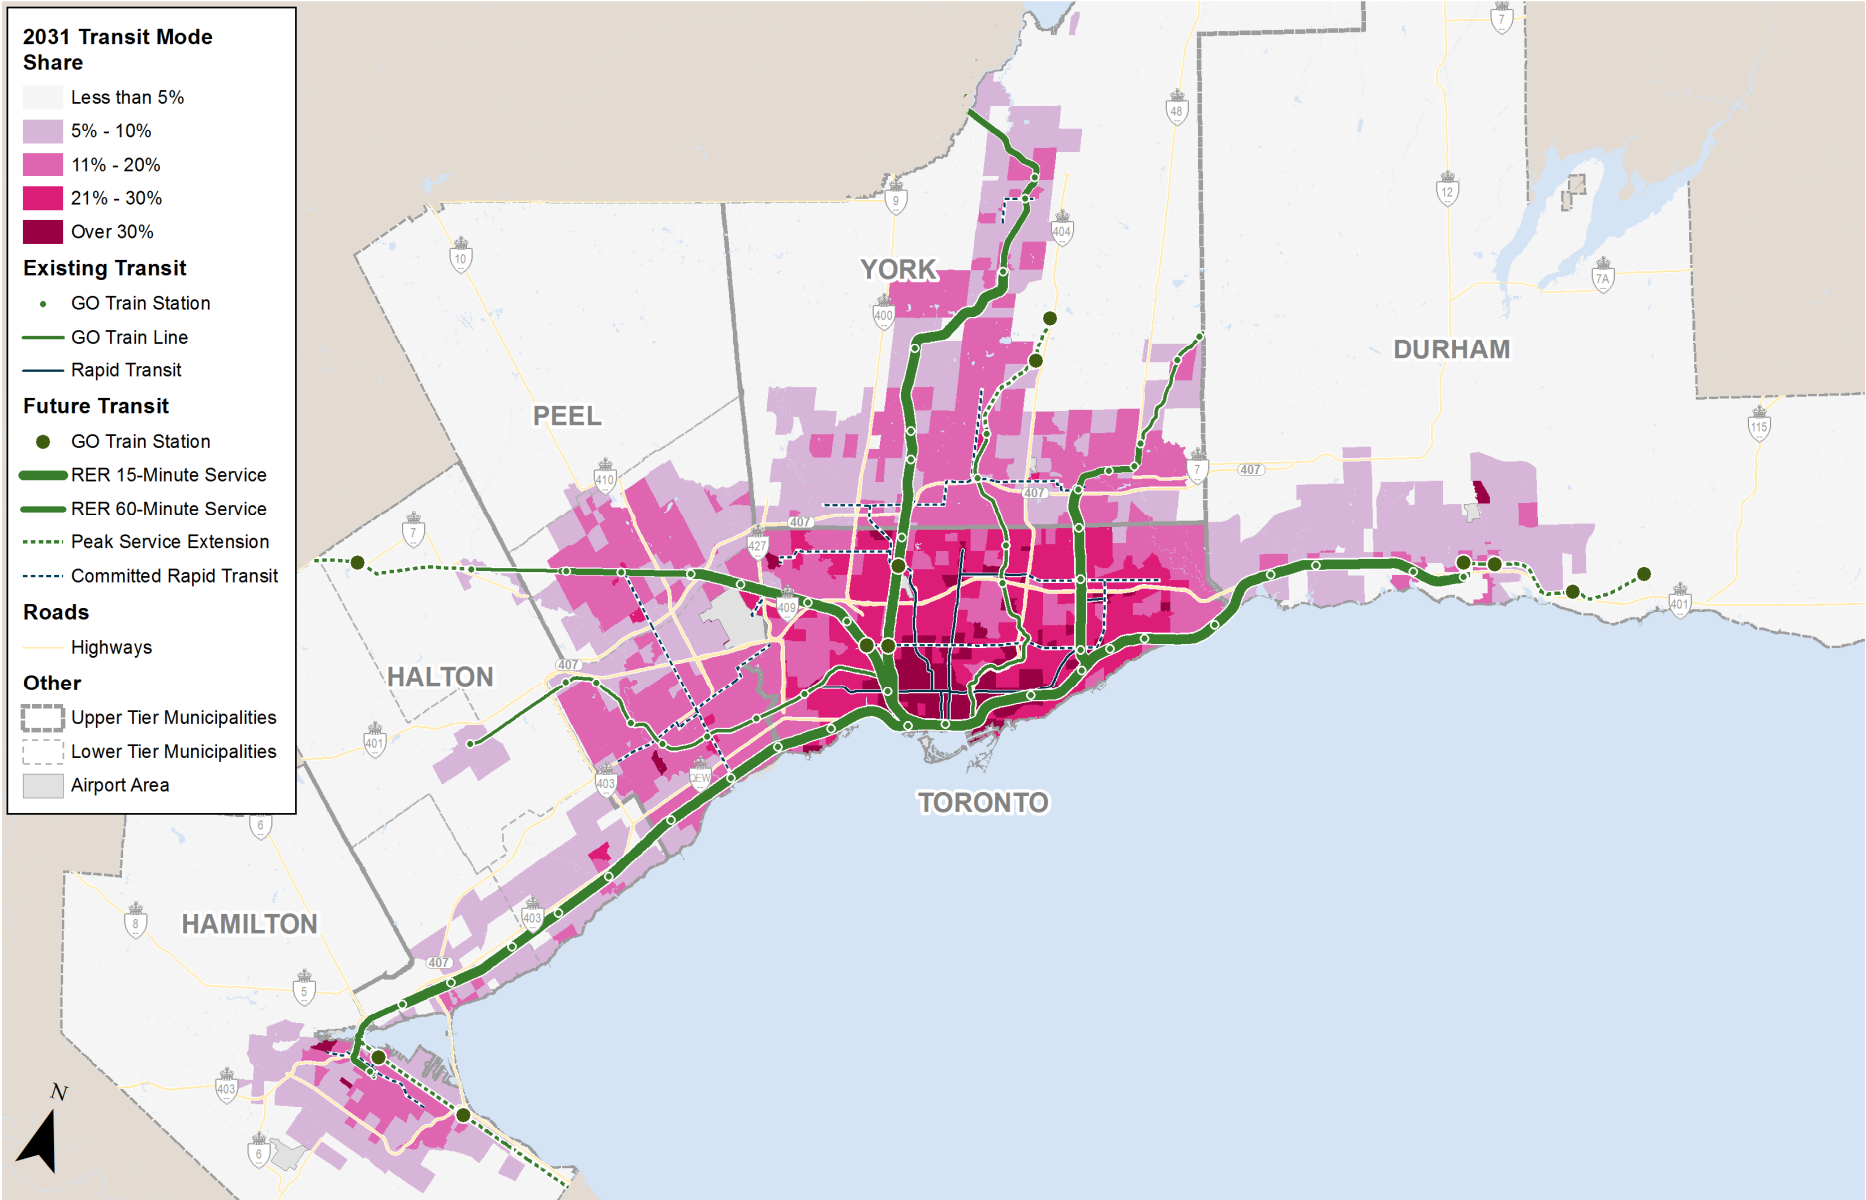 2031 Transit Mode
Share
Less than 5%
5% - 10%
11% - 20%
21% - 30%
Over 30%
Existing Transit
GO Train Station
GO Train Line
Rapid Transit
Future Transit
GO Train Station
RER 15-Minute Service
RER 60-Minute Service
Peak Service Extension
Committed Rapid Transit
Roads
Highways
Other
Upper Tier Municipalities
Lower Tier Municipalities
Airport Area
7
48
12
9
404
10
YORK
7A
400
DURHAM
PEEL
115
410
7
407
407
7
407
427
409
401
407
HALTON
401
403
QEW
TORONTO
6
403
8
HAMILTON
407
5
403
N
6